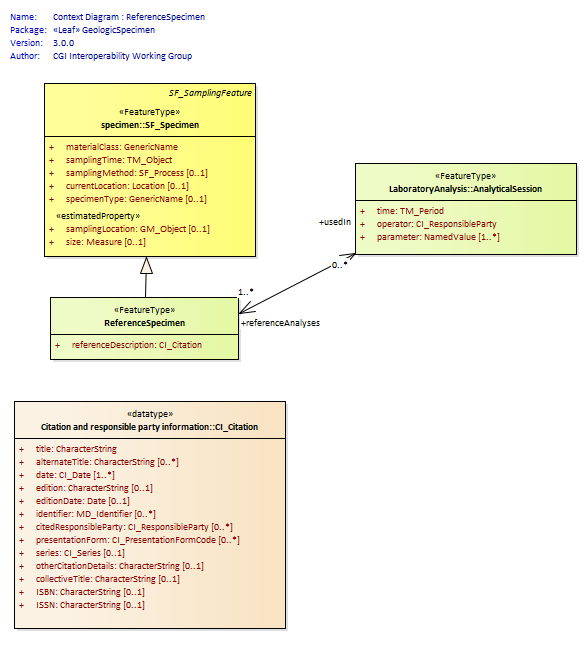 Name: Context Diagram : ReferenceSpecimen
Package: «Leaf» GeologicSpecimen
Version: 3.0.0
Author: CGI Interoperability Working Group
SF_SamplingFeature
«FeatureType»
specimen::SF_Specimen
+ materialClass: GenericName
+ samplingTime: TM_Object
+ samplingMethod: SF_Process [0..1]
+ currentLocation: Location [0..1]
+ specimenType: GenericName [0..1]
«estimatedProperty»
+ samplingLocation: GM_Object [0..1]
+ size: Measure [0..1]
«FeatureType»
LaboratoryAnalysis::AnalyticalSession
+ time: TM_Period
+ operator: CI_ResponsibleParty
+ parameter: NamedValue [1..*]
+usedIn
0..*
1..*
+referenceAnalyses
«FeatureType»
ReferenceSpecimen
+ referenceDescription: CI_Citation
«datatype»
Citation and responsible party information::CI_Citation
+ title: CharacterString
+ alternateTitle: CharacterString [0..*]
+ date: CI_Date [1..*]
+ edition: CharacterString [0..1]
+ editionDate: Date [0..1]
+ identifier: MD_Identifier [0..*]
+ citedResponsibleParty: CI_ResponsibleParty [0..*]
+ presentationForm: CI_PresentationFormCode [0..*]
+ series: CI_Series [0..1]
+ otherCitationDetails: CharacterString [0..1]
+ collectiveTitle: CharacterString [0..1]
+ ISBN: CharacterString [0..1]
+ ISSN: CharacterString [0..1]